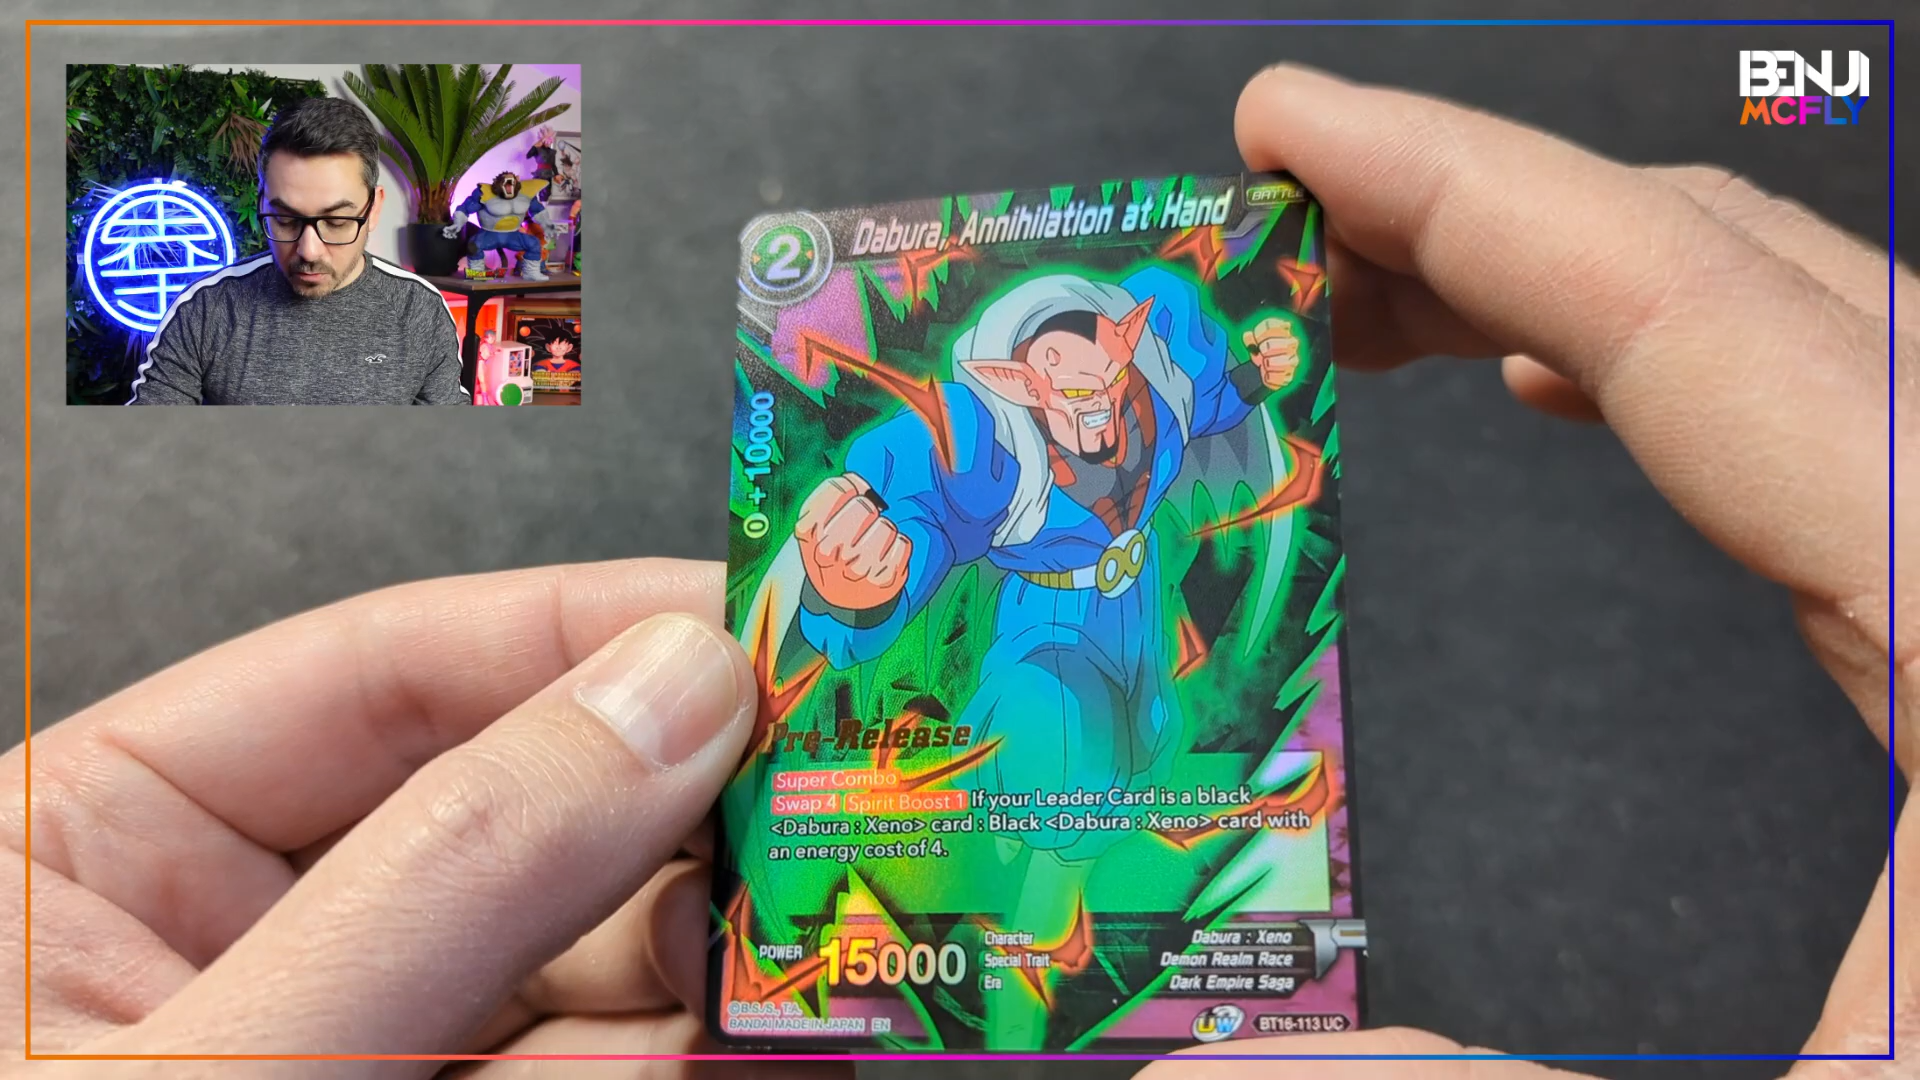 BENJI
MCFLY
2
Dabura, Annihilation at Hand
BATTLE
0 +10000
Pre-Release
Super Combo
Swap 4 Spirit Boost 1 If your Leader Card is a black
<Dabura : Xeno> card : Black <Dabura : Xeno> card with
an energy cost of 4.
POWER 15000
Character Dabura : Xeno
Special Trait Demon Realm Race
Era Dark Empire Saga
©B.S./S., T.A.
BANDAI MADE IN JAPAN EN
UW BT16-113 UC